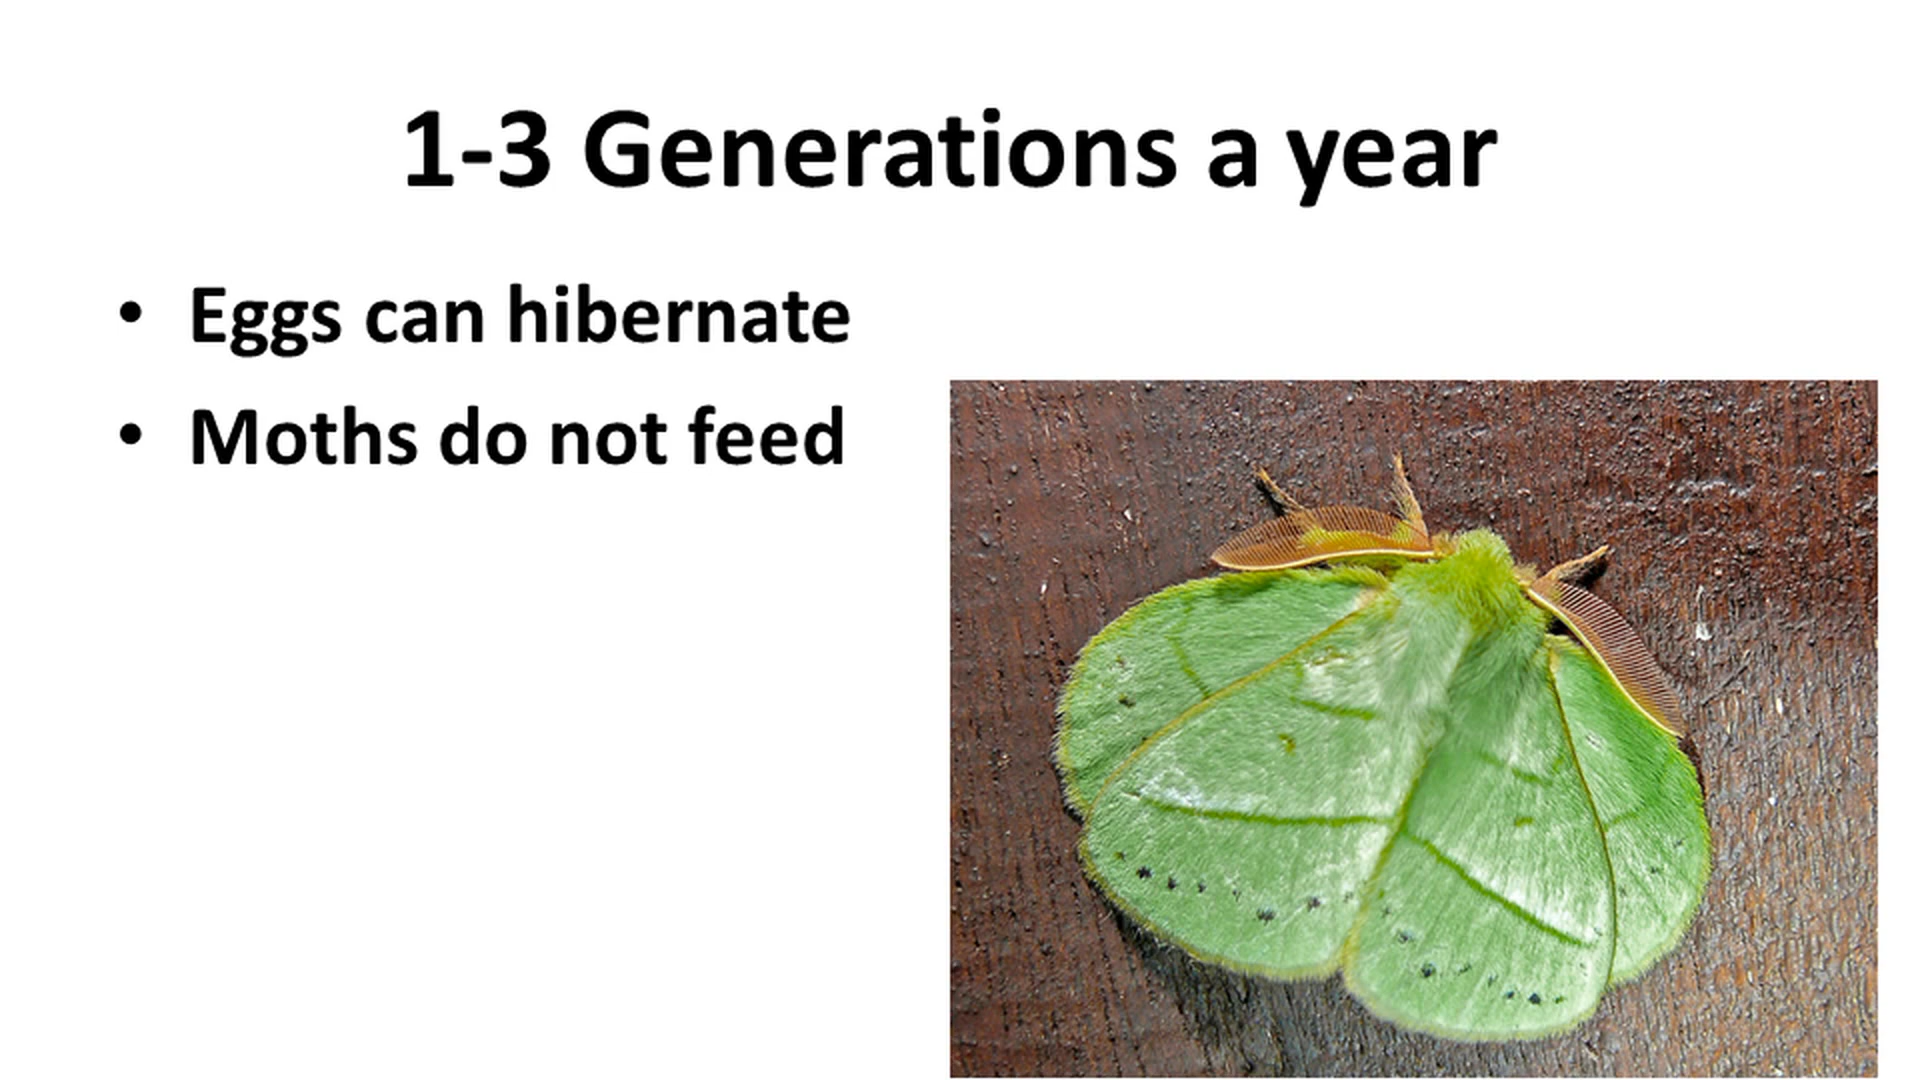 1-3 Generations a year
• Eggs can hibernate
• Moths do not feed